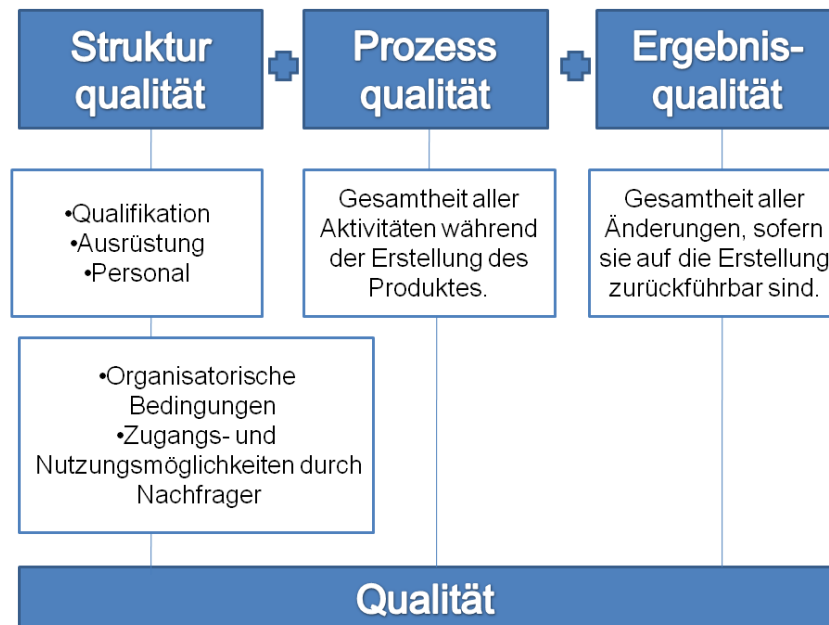 Struktur
qualität
Prozess
qualität
Ergebnis-
qualität
•Qualifikation
•Ausrüstung
•Personal
Gesamtheit aller
Aktivitäten während
der Erstellung des
Produktes.
Gesamtheit aller
Änderungen, sofern
sie auf die Erstellung
zurückführbar sind.
•Organisatorische
Bedingungen
•Zugangs- und
Nutzungsmöglichkeiten durch
Nachfrager
Qualität